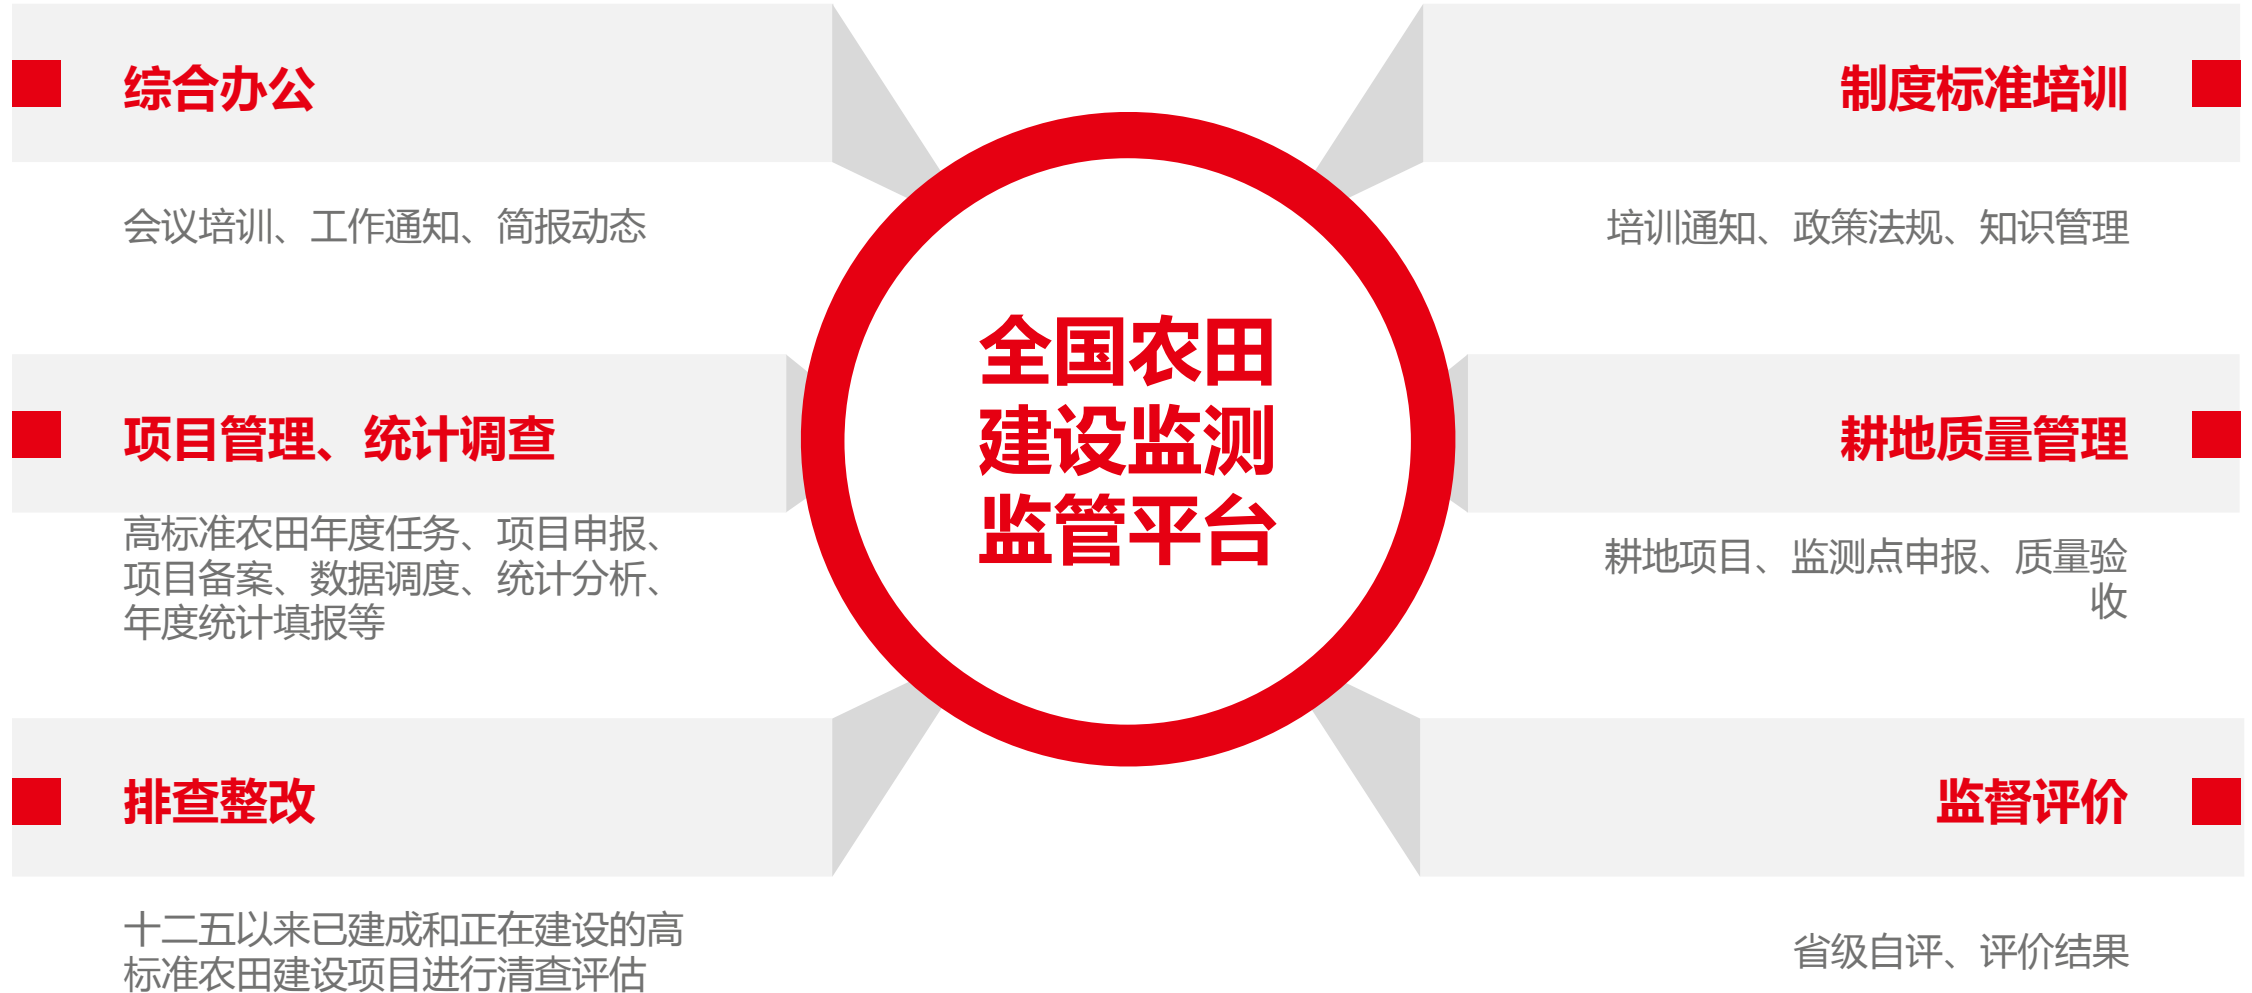 综合办公
会议培训、工作通知、简报动态
项目管理、统计调查
高标准农田年度任务、项目申报、
项目备案、数据调度、统计分析、
年度统计填报等
排查整改
十二五以来已建成和正在建设的高
标准农田建设项目进行清查评估
全国农田
建设监测
监管平台
制度标准培训
培训通知、政策法规、知识管理
耕地质量管理
耕地项目、监测点申报、质量验
收
监督评价
省级自评、评价结果